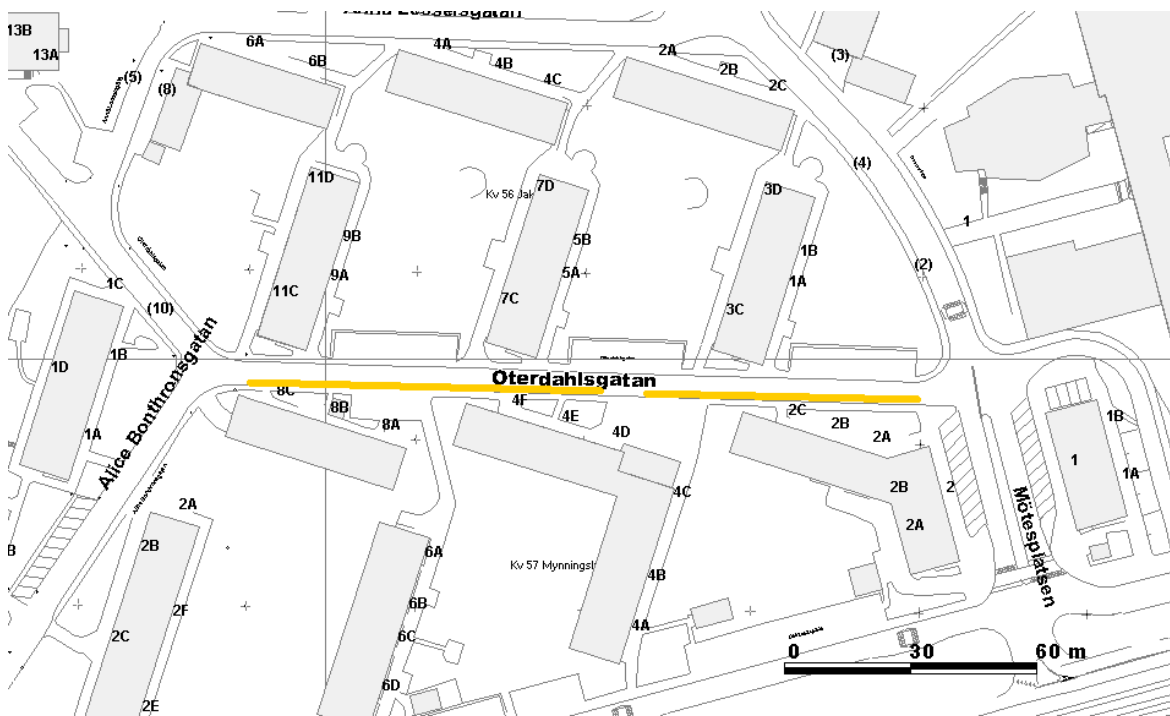 13B
13A
6A
4A
2A
6B
4B
4C
2B
2C
(3)
(5)
(8)
(4)
11D
7D
3D
1
Kv 56 Jak
9B
5B
1B
9A
5A
1A
(2)
1C
11C
7C
3C
(10)
1B
1D
Alice Bonthronsgatan
Oterdahlsgatan
8C
8B
8A
4F
4E
4D
2C
2B
2A
1B
1A
1
1A
4C
2B
2
2A
2A
Mötesplatsen
2B
B
6A
Kv 57 Mynningsl
4B
2F
6B
4A
2C
6C
6D
2E
0 30 60 m